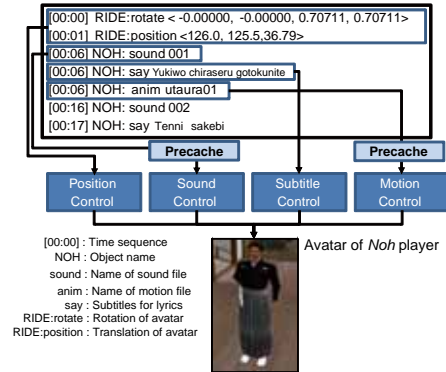 [00:00] RIDE:rotate < -0.00000, -0.00000, 0.70711, 0.70711>
[00:01] RIDE:position <126.0, 125.5,36.79>
[00:06] NOH: sound 001
[00:06] NOH: say Yukiwo chiraseru gotokunite
[00:06] NOH: anim utaura01
[00:16] NOH: sound 002
[00:17] NOH: say Tenni sakebi
Precache Precache
Position Sound Subtitle Motion
Control Control Control Control
Avatar of Noh player
[00:00] : Time sequence
NOH : Object name
sound : Name of sound file
anim : Name of motion file
say : Subtitles for lyrics
RIDE:rotate : Rotation of avatar
RIDE:position : Translation of avatar